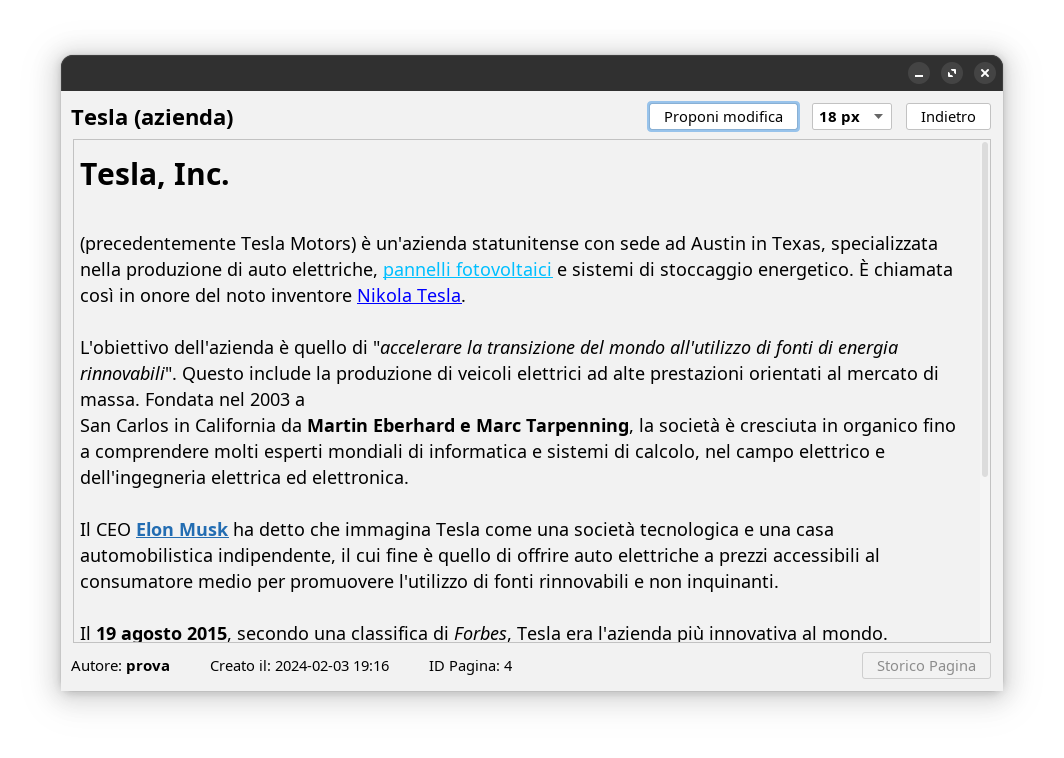 Tesla (azienda)
Proponi modifica
18 px
Indietro
Tesla, Inc.
(precedentemente Tesla Motors) è un'azienda statunitense con sede ad Austin in Texas, specializzata
nella produzione di auto elettriche, pannelli fotovoltaici e sistemi di stoccaggio energetico. È chiamata
così in onore del noto inventore Nikola Tesla.
L'obiettivo dell'azienda è quello di "accelerare la transizione del mondo all'utilizzo di fonti di energia
rinnovabili". Questo include la produzione di veicoli elettrici ad alte prestazioni orientati al mercato di
massa. Fondata nel 2003 a
San Carlos in California da Martin Eberhard e Marc Tarpenning, la società è cresciuta in organico fino
a comprendere molti esperti mondiali di informatica e sistemi di calcolo, nel campo elettrico e
dell'ingegneria elettrica ed elettronica.
Il CEO Elon Musk ha detto che immagina Tesla come una società tecnologica e una casa
automobilistica indipendente, il cui fine è quello di offrire auto elettriche a prezzi accessibili al
consumatore medio per promuovere l'utilizzo di fonti rinnovabili e non inquinanti.
Il 19 agosto 2015, secondo una classifica di Forbes, Tesla era l'azienda più innovativa al mondo.
Autore: prova
Creato il: 2024-02-03 19:16
ID Pagina: 4
Storico Pagina